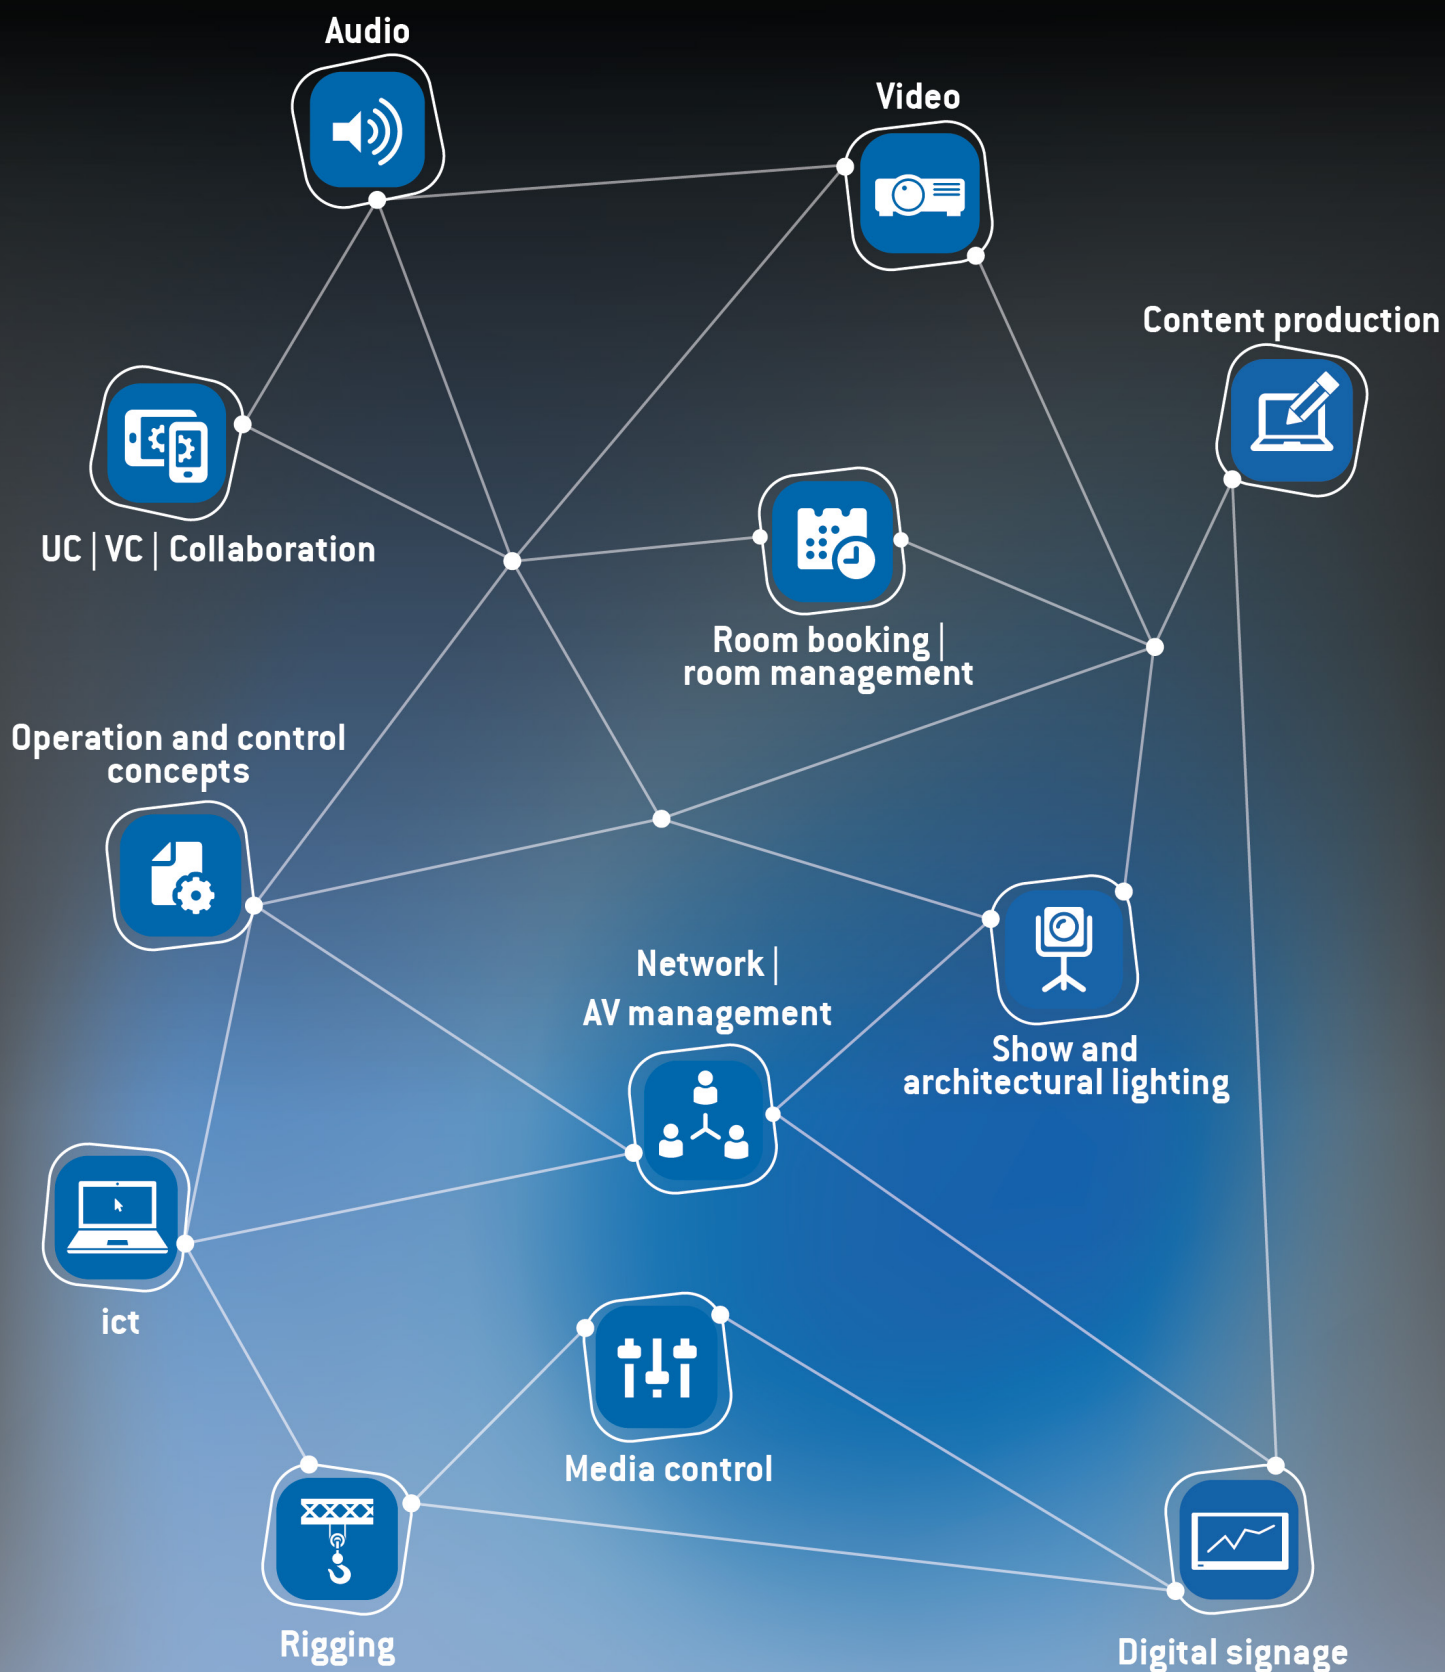 Audio
Video
Content production
UC | VC | Collaboration
Room booking |
room management
Operation and control
concepts
Network |
AV management
Show and
architectural lighting
ict
Media control
Rigging
Digital signage